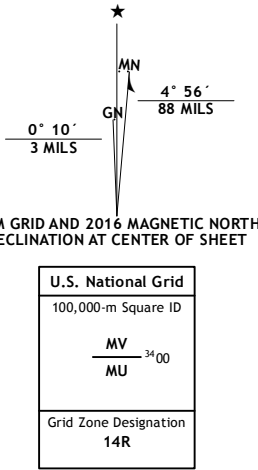 ★
MN
GN
4° 56´
88 MILS
0° 10´
3 MILS
M GRID AND 2016 MAGNETIC NORTH
ECLINATION AT CENTER OF SHEET
U.S. National Grid
100,000-m Square ID
MV
3400
MU
Grid Zone Designation
14R